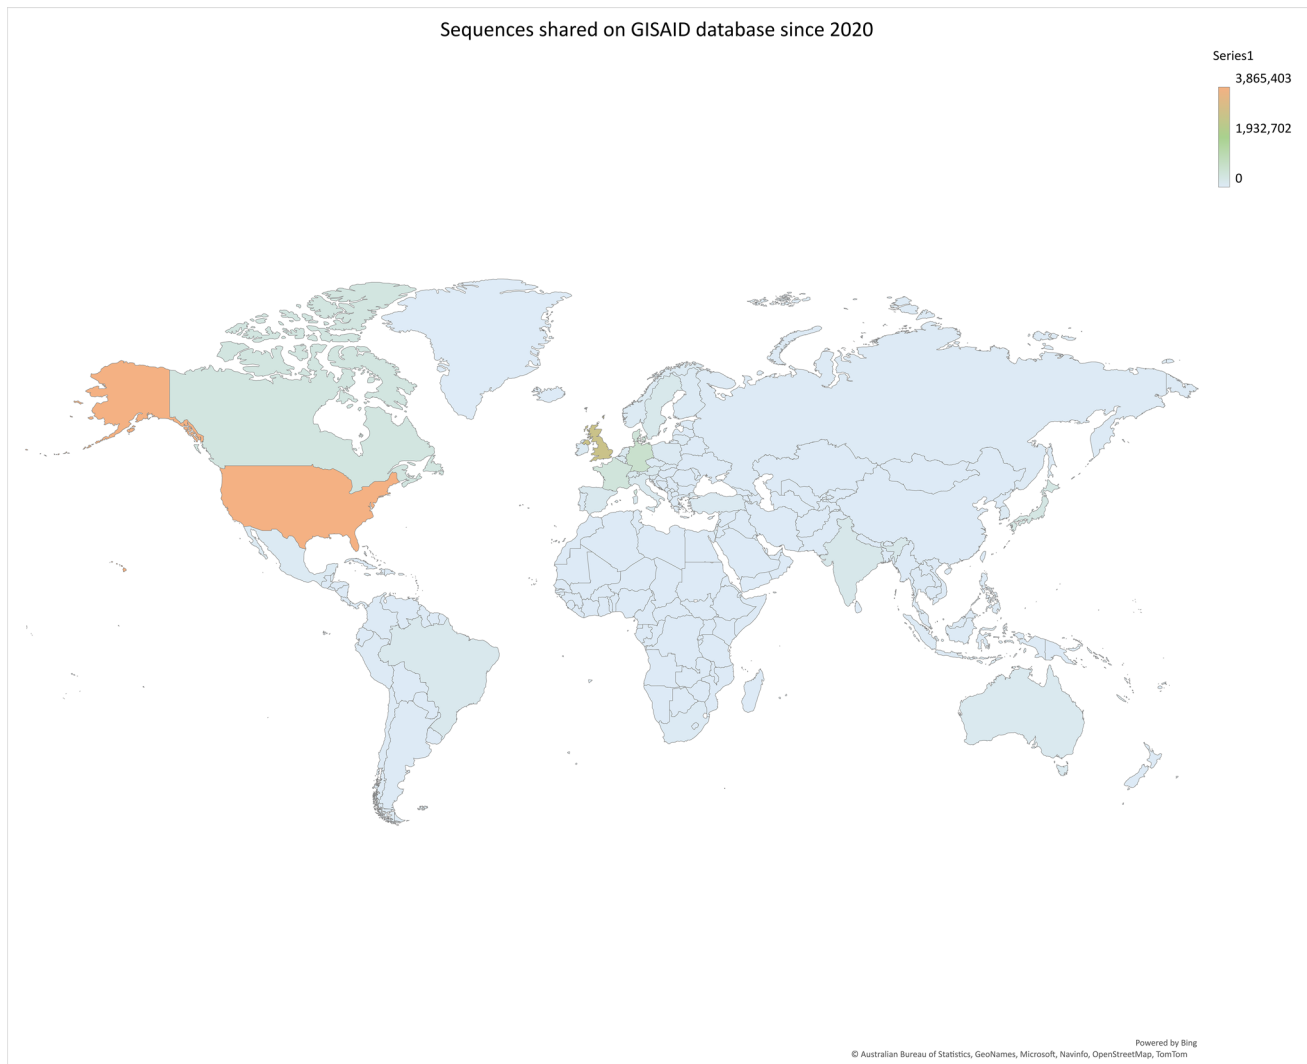 Sequences shared on GISAID database since 2020
Series1
3,865,403
1,932,702
0
Powered by Bing
© Australian Bureau of Statistics, GeoNames, Microsoft, Navinfo, OpenStreetMap, TomTom